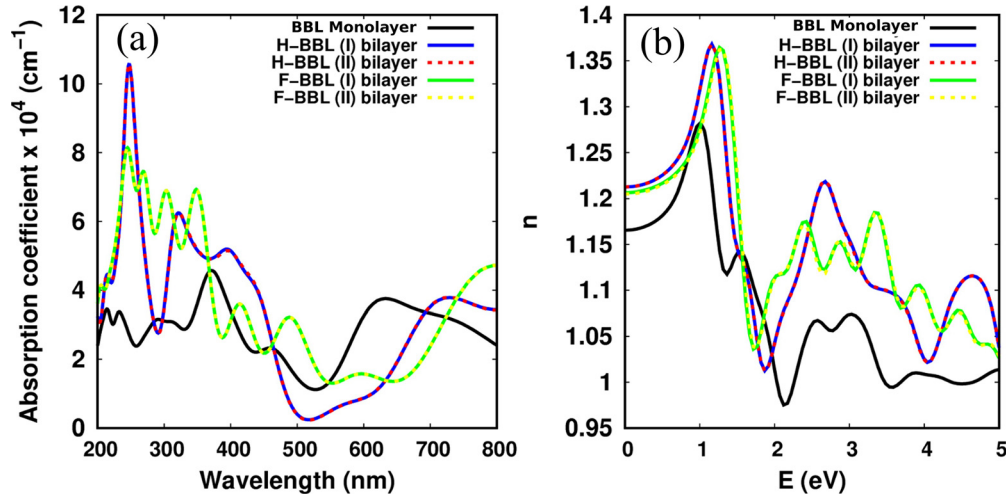 (a)
BBL Monolayer
H-BBL (I) bilayer
H-BBL (II) bilayer
F-BBL (I) bilayer
F-BBL (II) bilayer
Absorption coefficient x 10⁴ (cm⁻¹)
12
10
8
6
4
2
0
200 300 400 500 600 700 800
Wavelength (nm)
(b)
BBL Monolayer
H-BBL (I) bilayer
H-BBL (II) bilayer
F-BBL (I) bilayer
F-BBL (II) bilayer
n
1.4
1.35
1.3
1.25
1.2
1.15
1.1
1.05
1
0.95
0 1 2 3 4 5
E (eV)